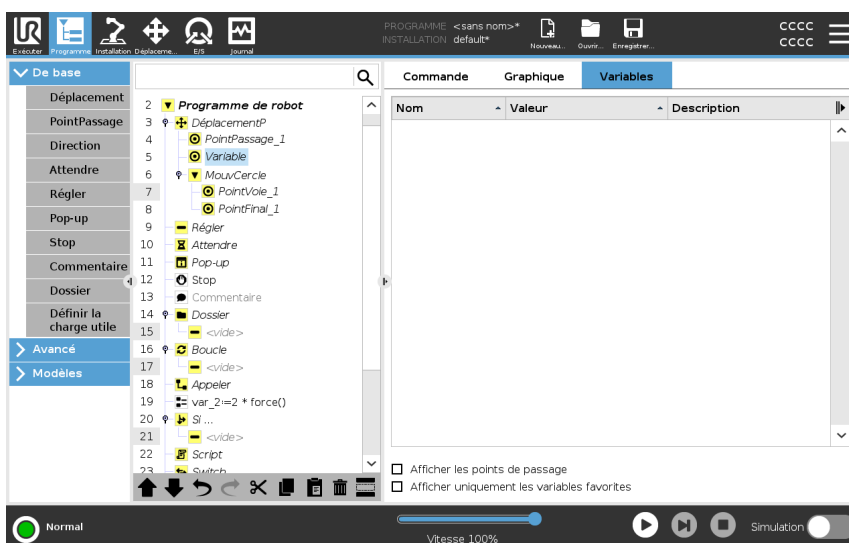 PROGRAMME <sans nom>*
INSTALLATION default*
Exécuter
Programme
Installation
Déplaceme...
E/S
Journal
Nouveau...
Ouvrir...
Enregistrer...
CCCC
CCCC
De base
Déplacement
PointPassage
Direction
Attendre
Régler
Pop-up
Stop
Commentaire
Dossier
Définir la
charge utile
Avancé
Modèles
2 Programme de robot
3 DéplacementP
4 PointPassage_1
5 Variable
6 MouvCercle
7 PointVoie_1
8 PointFinal_1
9 Régler
10 Attendre
11 Pop-up
12 Stop
13 Commentaire
14 Dossier
15 <vide>
16 Boucle
17 <vide>
18 Appeler
19 var_2:=2 * force()
20 Si ...
21 <vide>
22 Script
23 Switch
Commande Graphique Variables
Nom Valeur Description
Afficher les points de passage
Afficher uniquement les variables favorites
Normal
Vitesse 100%
Simulation